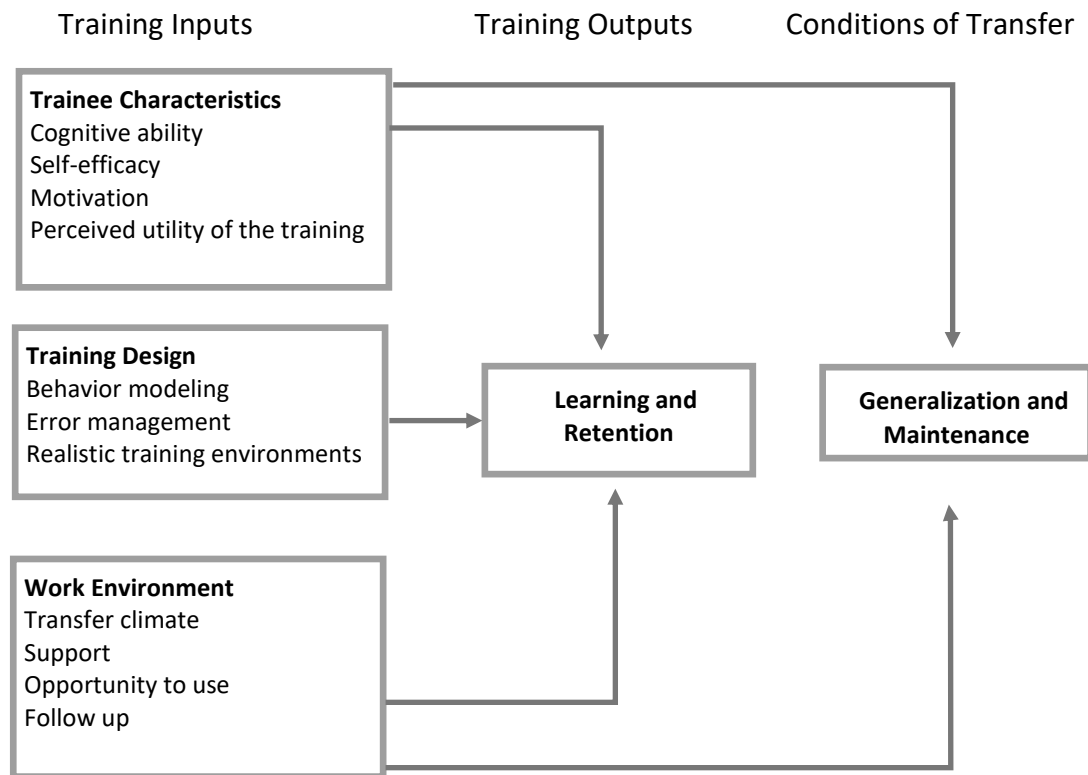 Training Inputs
Training Outputs
Conditions of Transfer
Trainee Characteristics
Cognitive ability
Self-efficacy
Motivation
Perceived utility of the training
Training Design
Behavior modeling
Error management
Realistic training environments
Learning and
Retention
Generalization and
Maintenance
Work Environment
Transfer climate
Support
Opportunity to use
Follow up